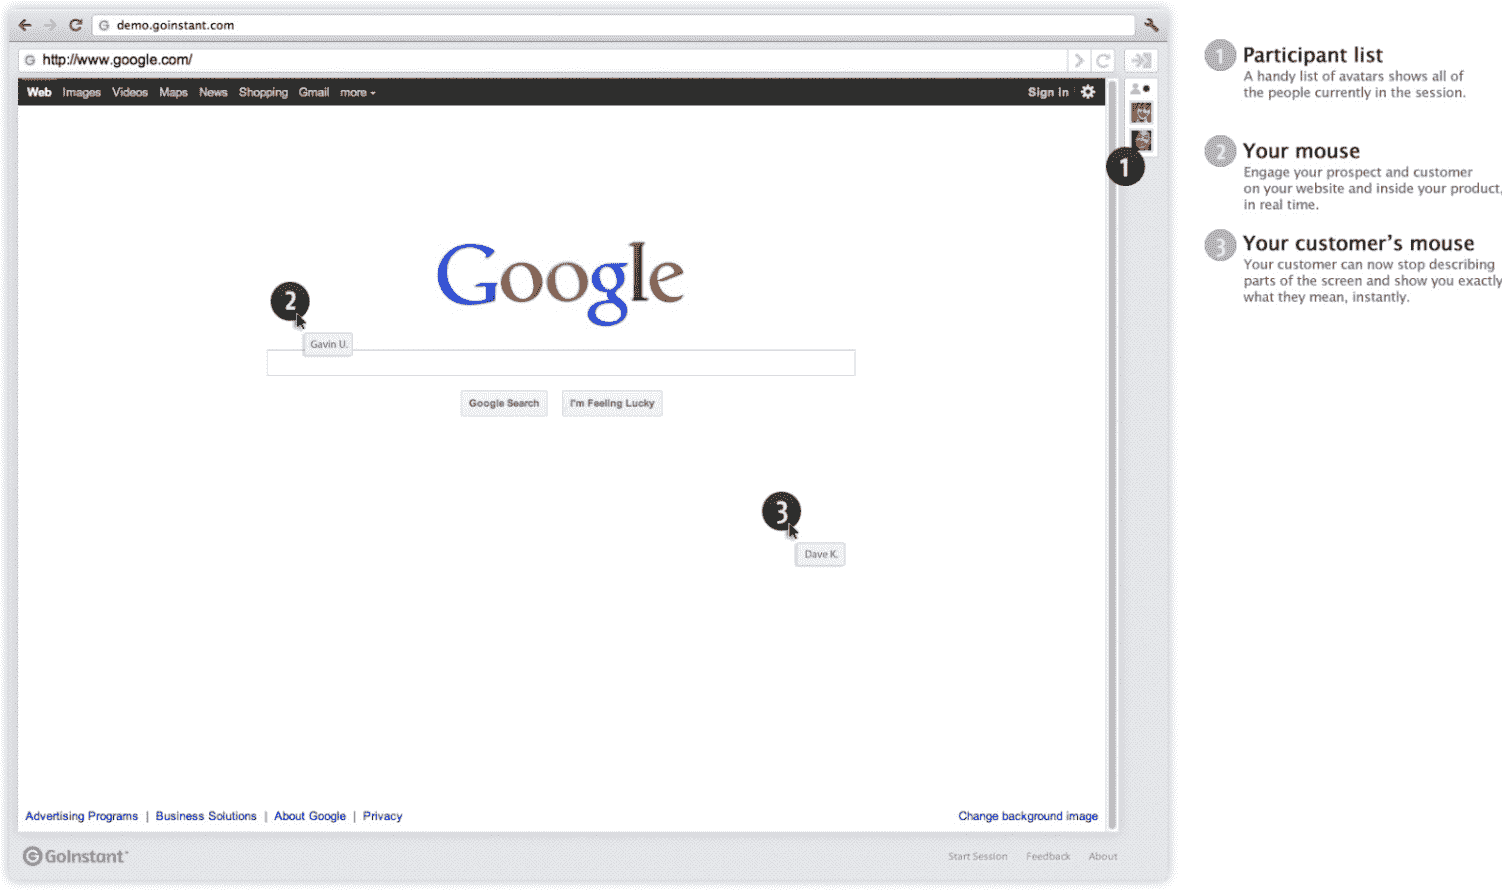 demo.goinstant.com
http://www.google.com/
Web Images Videos Maps News Shopping Gmail more
Sign in
1
Google
2
Gavin U.
Google Search I'm Feeling Lucky
3
Dave K.
Advertising Programs | Business Solutions | About Google | Privacy
Change background image
GoInstant
Start Session Feedback About
1 Participant list
A handy list of avatars shows all of
the people currently in the session.
2 Your mouse
Engage your prospect and customer
on your website and inside your product,
in real time.
3 Your customer's mouse
Your customer can now stop describing
parts of the screen and show you exactly
what they mean, instantly.